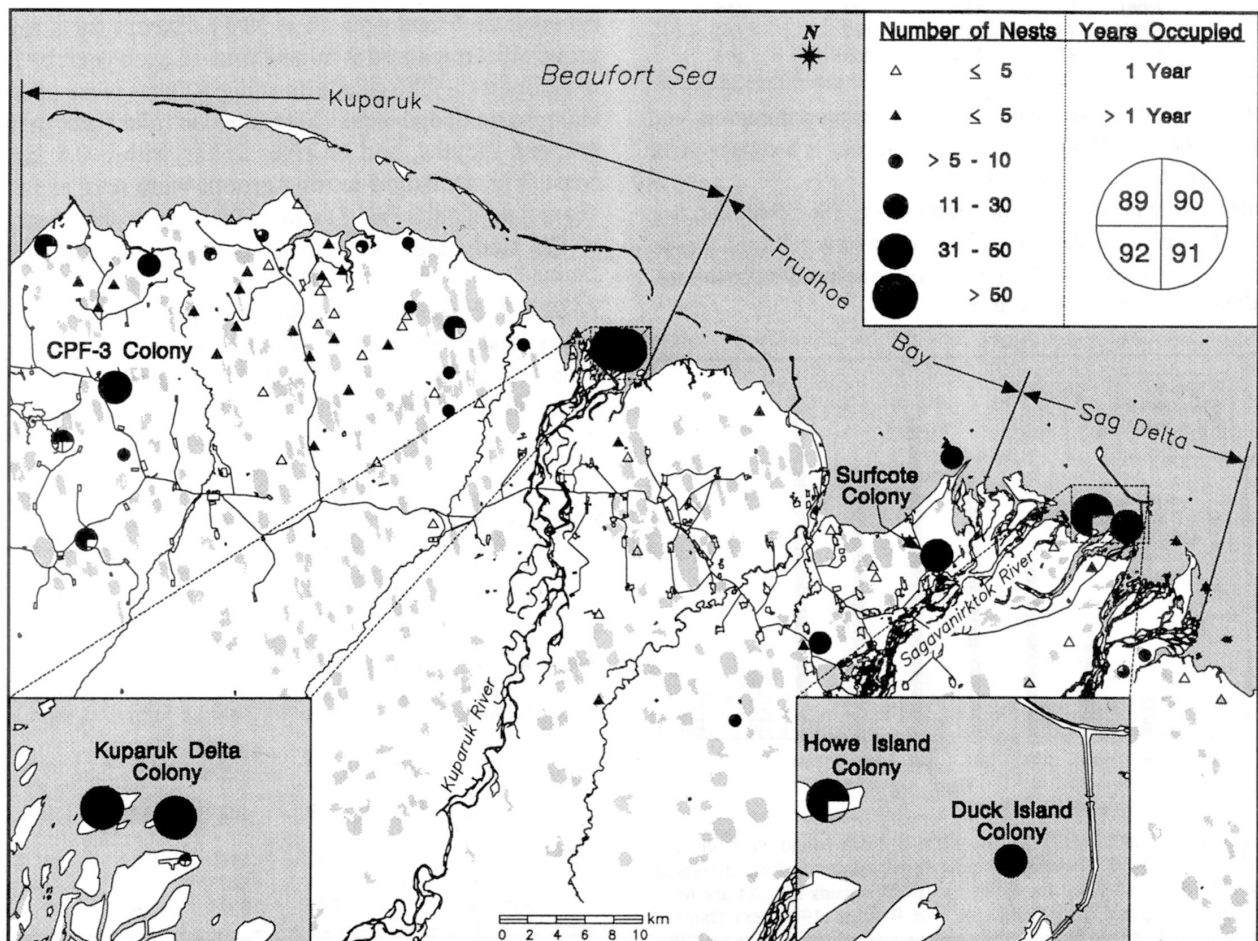 N
Beaufort Sea
Kuparuk
Prudhoe
Bay
Sag Delta
Number of Nests
Years Occupied
≤ 5
1 Year
≤ 5
> 1 Year
> 5 - 10
11 - 30
31 - 50
> 50
89
90
92
91
CPF-3 Colony
Surfcote
Colony
Sagavanirktok River
Kuparuk River
Kuparuk Delta
Colony
Howe Island
Colony
Duck Island
Colony
km
0 2 4 6 8 10